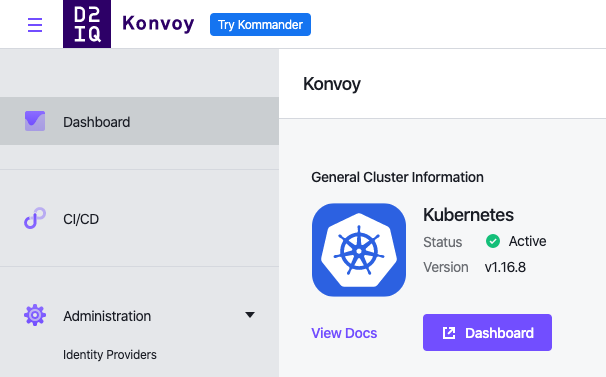 D2
IQ
Konvoy
Try Kommander
Dashboard
CI/CD
Administration
Identity Providers
Konvoy
General Cluster Information
Kubernetes
Status Active
Version v1.16.8
View Docs
Dashboard